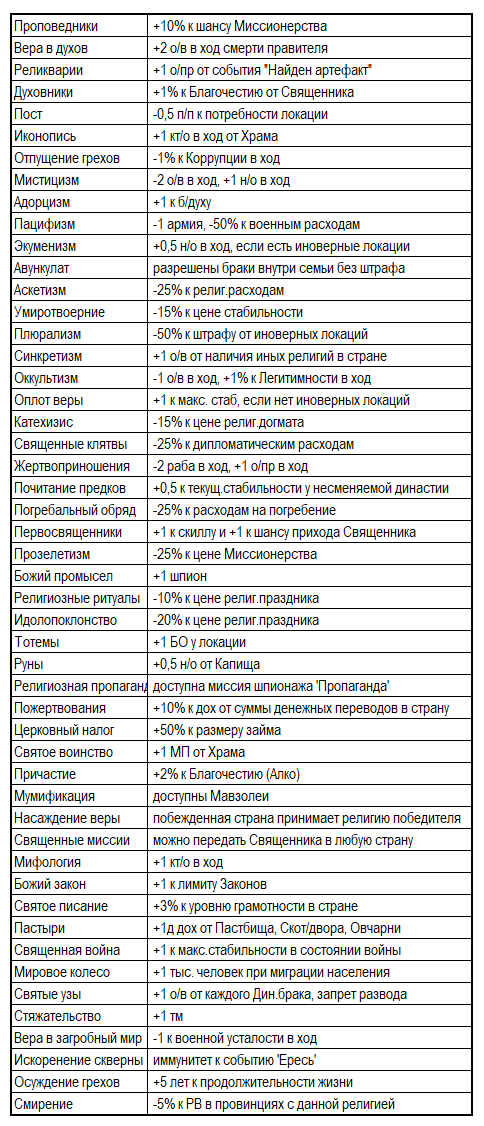 Проповедники +10% к шансу Миссионерства
Вера в духов +2 о/в в ход смерти правителя
Реликварии +1 о/пр от события "Найден артефакт"
Духовники +1% к Благочестию от Священника
Пост -0,5 п/п к потребности локации
Иконопись +1 кт/о в ход от Храма
Отпущение грехов -1% к Коррупции в ход
Мистицизм -2 о/в в ход, +1 н/о в ход
Адорцизм +1 к б/духу
Пацифизм -1 армия, -50% к военным расходам
Экуменизм +0,5 н/о в ход, если есть иноверные локации
Авункулат разрешены браки внутри семьи без штрафа
Аскетизм -25% к религ.расходам
Умиротвоерние -15% к цене стабильности
Плюрализм -50% к штрафу от иноверных локаций
Синкретизм +1 о/в от наличия иных религий в стране
Оккультизм -1 о/в в ход, +1% к Легитимности в ход
Оплот веры +1 к макс. стаб, если нет иноверных локаций
Катехизис -15% к цене религ.догмата
Священные клятвы -25% к дипломатическим расходам
Жертвоприношения -2 раба в ход, +1 о/пр в ход
Почитание предков +0,5 к текущ.стабильности у несменяемой династии
Погребальный обряд -25% к расходам на погребение
Первосвященники +1 к скиллу и +1 к шансу прихода Священника
Прозелетизм -25% к цене Миссионерства
Божий промысел +1 шпион
Религиозные ритуалы -10% к цене религ.праздника
Идолопоклонство -20% к цене религ.праздника
Тотемы +1 БО у локации
Руны +0,5 н/о от Капища
Религиозная пропаганд доступна миссия шпионажа 'Пропаганда'
Пожертвования +10% к дох от суммы денежных переводов в страну
Церковный налог +50% к размеру займа
Святое воинство +1 МП от Храма
Причастие +2% к Благочестию (Алко)
Мумификация доступны Мавзолеи
Насаждение веры побежденная страна принимает религию победителя
Священные миссии можно передать Священника в любую страну
Мифология +1 кт/о в ход
Божий закон +1 к лимиту Законов
Святое писание +3% к уровню грамотности в стране
Пастыри +1д дох от Пастбища, Скот/двора, Овчарни
Священная война +1 к макс.стабильности в состоянии войны
Мировое колесо +1 тыс. человек при миграции населения
Святые узы +1 о/в от каждого Дин.брака, запрет развода
Стяжательство +1 тм
Вера в загробный мир -1 к военной усталости в ход
Искоренение скверны иммунитет к событию 'Ересь'
Осуждение грехов +5 лет к продолжительности жизни
Смирение -5% к РВ в провинциях с данной религией